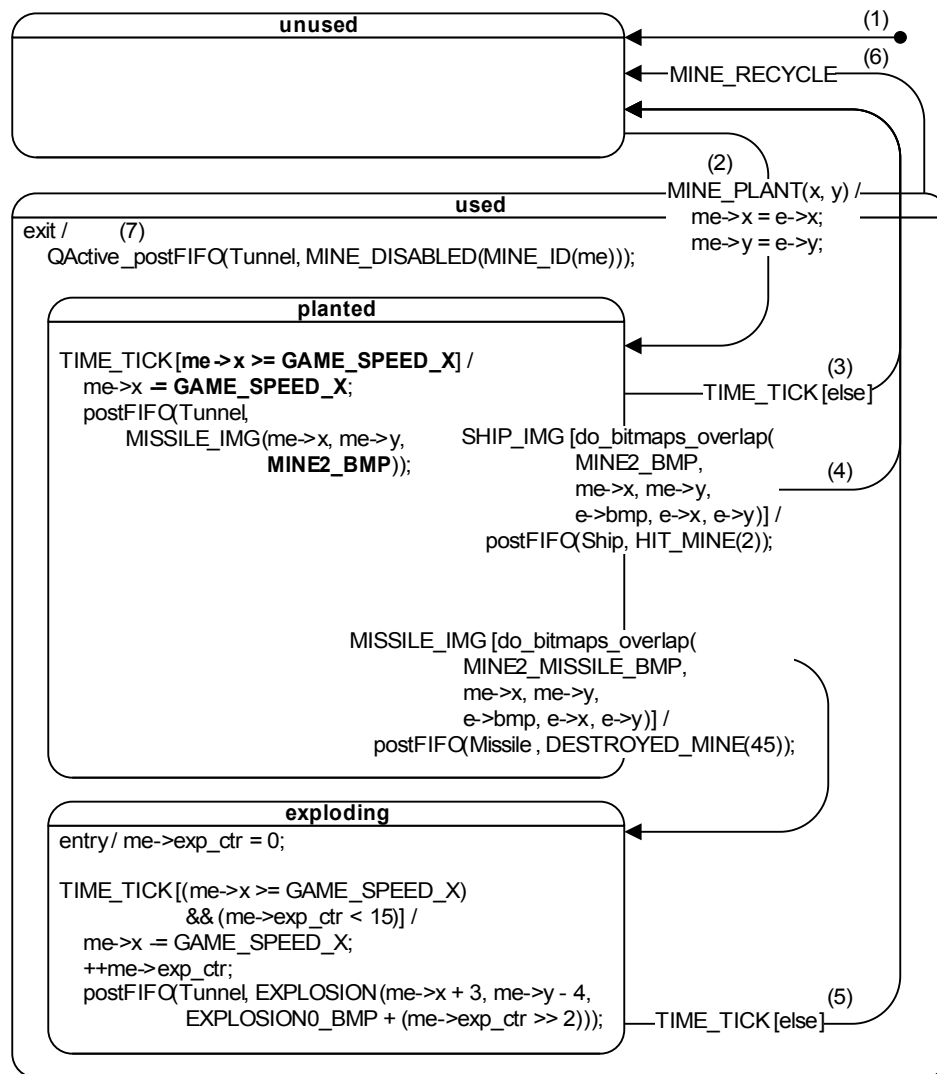 unused
(1)
(6)
MINE_RECYCLE
(2)
MINE_PLANT(x, y) /
me->x = e->x;
me->y = e->y;
used
exit / (7)
QActive_postFIFO(Tunnel, MINE_DISABLED(MINE_ID(me)));
planted
TIME_TICK [me->x >= GAME_SPEED_X] /
me->x -= GAME_SPEED_X;
postFIFO(Tunnel,
MISSILE_IMG(me->x, me->y,
MINE2_BMP));
(3)
TIME_TICK [else]
SHIP_IMG [do_bitmaps_overlap(
MINE2_BMP,
me->x, me->y,
e->bmp, e->x, e->y)] /
postFIFO(Ship, HIT_MINE(2));
(4)
MISSILE_IMG [do_bitmaps_overlap(
MINE2_MISSILE_BMP,
me->x, me->y,
e->bmp, e->x, e->y)] /
postFIFO(Missile, DESTROYED_MINE(45));
exploding
entry / me->exp_ctr = 0;
TIME_TICK [(me->x >= GAME_SPEED_X)
&& (me->exp_ctr < 15)] /
me->x -= GAME_SPEED_X;
++me->exp_ctr;
postFIFO(Tunnel, EXPLOSION(me->x + 3, me->y - 4,
EXPLOSION0_BMP + (me->exp_ctr >> 2)));
(5)
TIME_TICK [else]